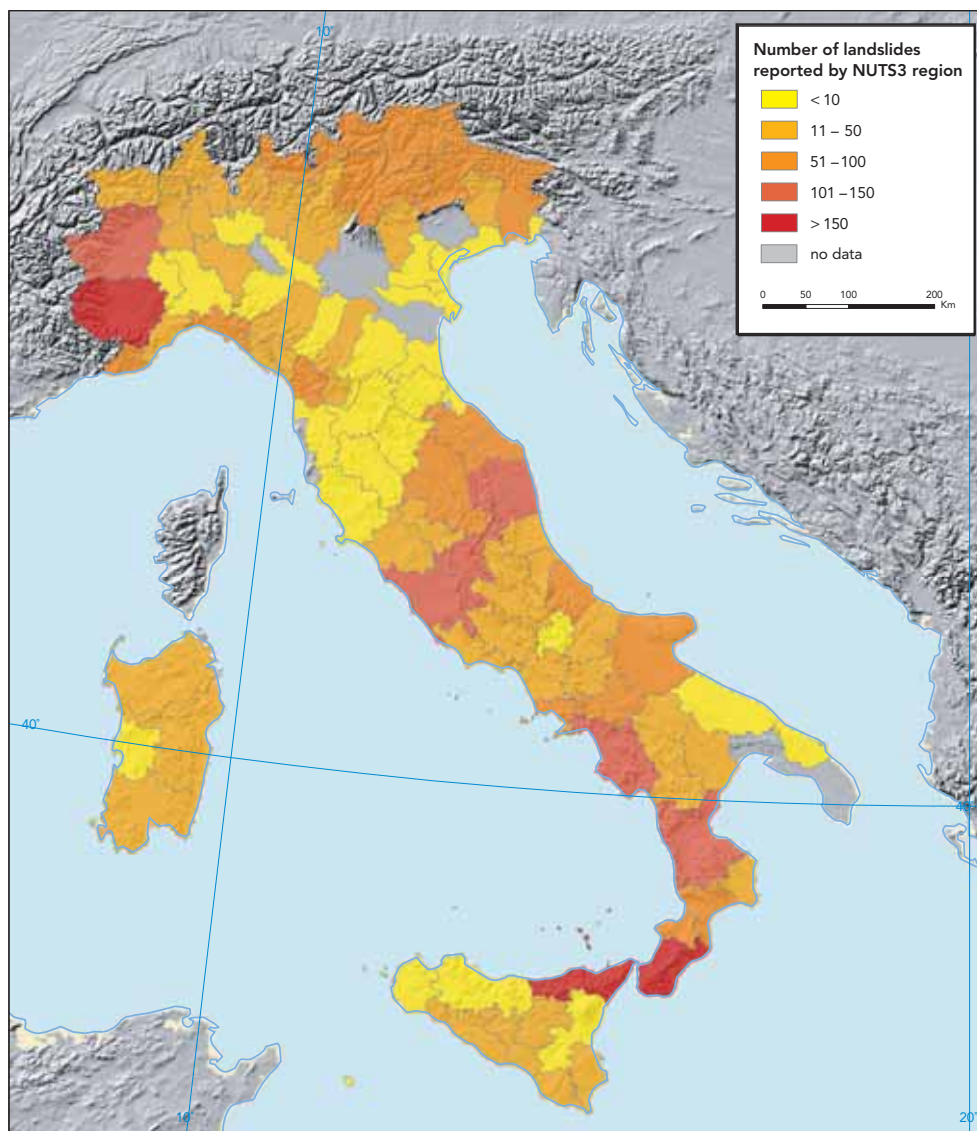 10°
Number of landslides
reported by NUTS3 region
< 10
11 – 50
51 –100
101 –150
> 150
no data
0 50 100 200
Km
40°
40°
10°
20°